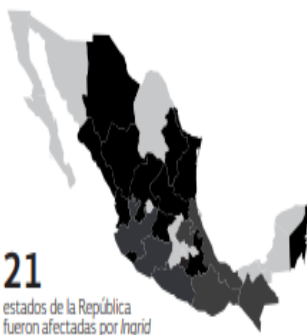 21
estados de la República
fueron afectadas por Ingrid